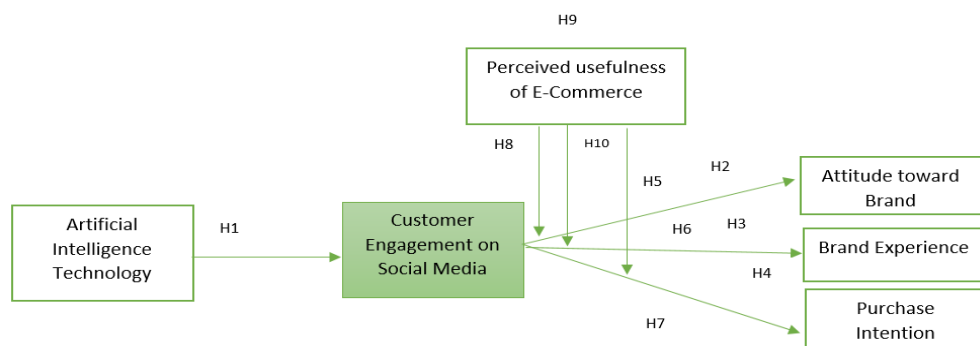 H9
Perceived usefulness
of E-Commerce
H8
H10
H5
H2
Attitude toward
Brand
Artificial
Intelligence
Technology
H1
Customer
Engagement on
Social Media
H6
H3
Brand Experience
H4
H7
Purchase
Intention